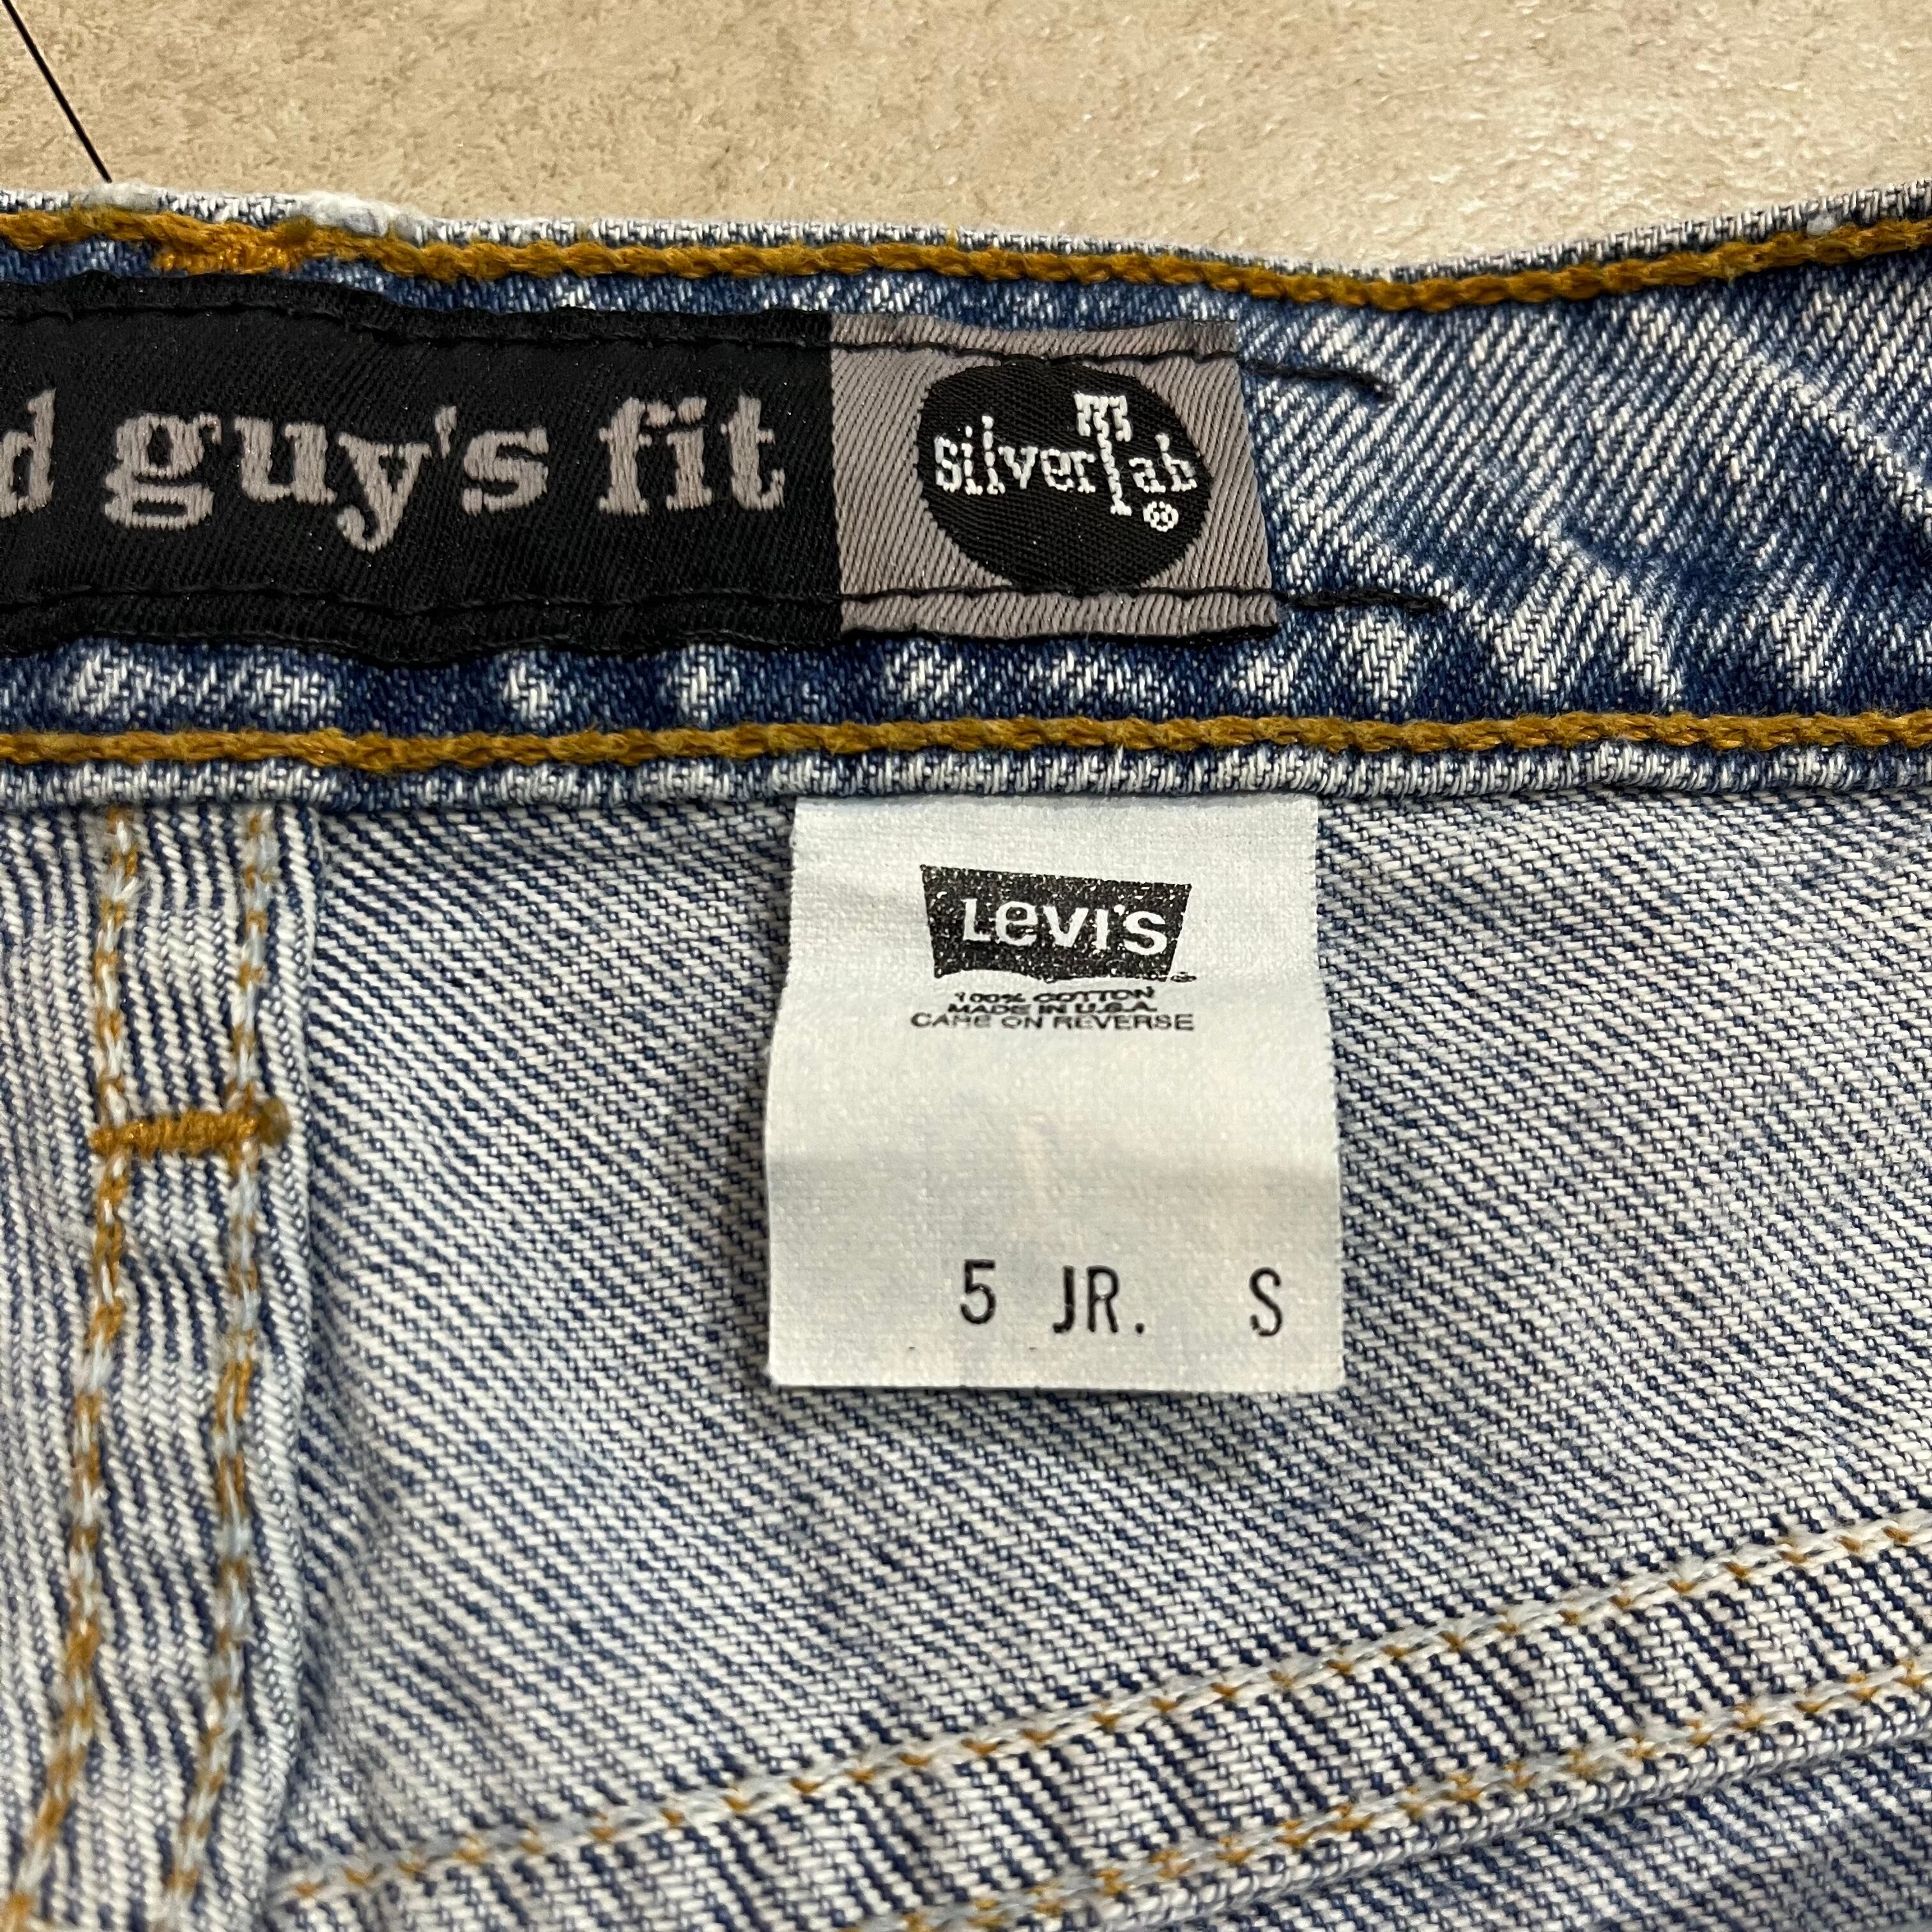 d guy's fit
silverTab ®
Levi's ®
100% COTTON
MADE IN U.S.A.
CARE ON REVERSE
5 JR. S